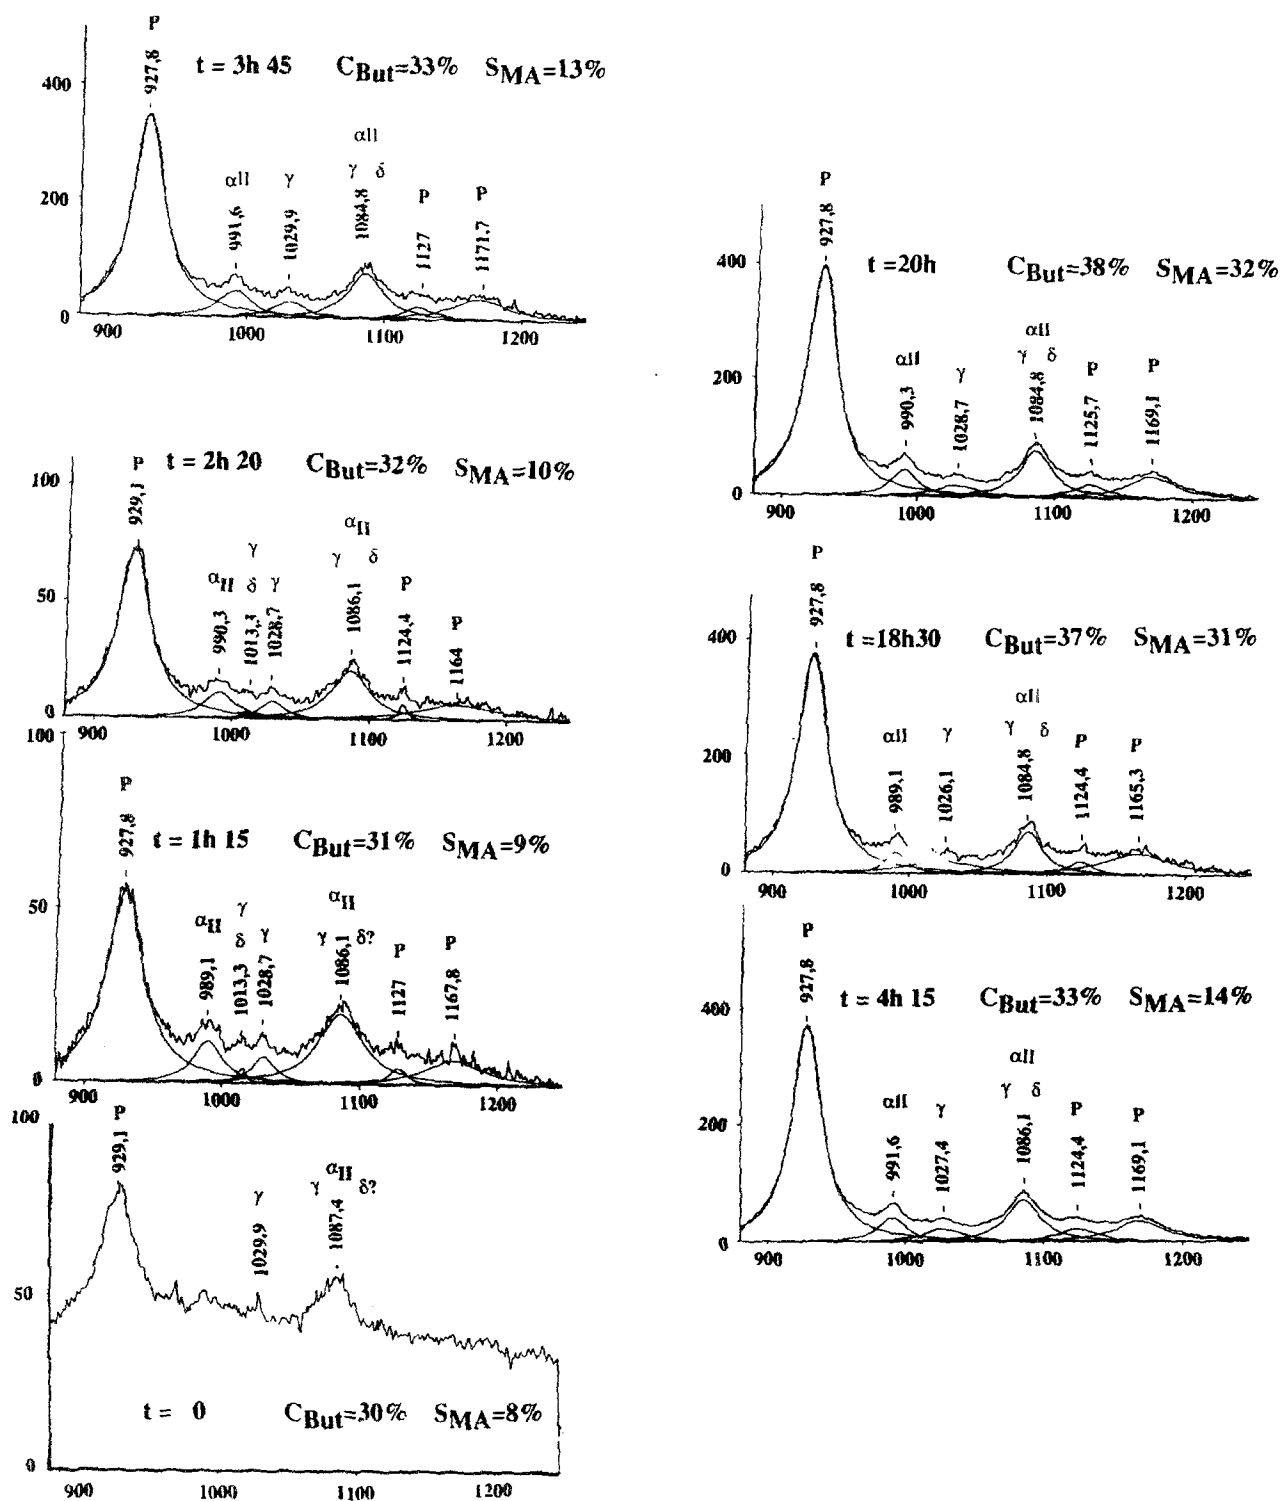 P
927,8
t = 3h 45 CBut=33% SMA=13%
400
αII
αII γ γ δ P P
991,6 1029,9 1084,8 1127 1171,7
200
0
900 1000 1100 1200
100
P
929,1
t = 2h 20 CBut=32% SMA=10%
αII
γ γ δ
αII δ γ P P
990,3 1013,3 1028,7 1086,1 1124,4 1164
50
0
900 1000 1100 1200
100
P
927,8
t = 1h 15 CBut=31% SMA=9%
50
αII
αII γ δ γ γ δ? P P
989,1 1013,3 1028,7 1086,1 1127 1167,8
0
900 1000 1100 1200
100
P
929,1
αII
γ γ δ?
1029,9 1087,4
50
t = 0 CBut=30% SMA=8%
0
900 1000 1100 1200
P
927,8
400
t =20h CBut=38% SMA=32%
αII
αII γ γ δ P P
990,3 1028,7 1084,8 1125,7 1169,1
200
0
900 1000 1100 1200
P
927,8
400
t =18h30 CBut=37% SMA=31%
αII
αII γ γ δ P P
989,1 1026,1 1084,8 1124,4 1165,3
200
0
900 1000 1100 1200
P
927,8
400
t = 4h 15 CBut=33% SMA=14%
αII
αII γ γ δ P P
991,6 1027,4 1086,1 1124,4 1169,1
200
0
900 1000 1100 1200